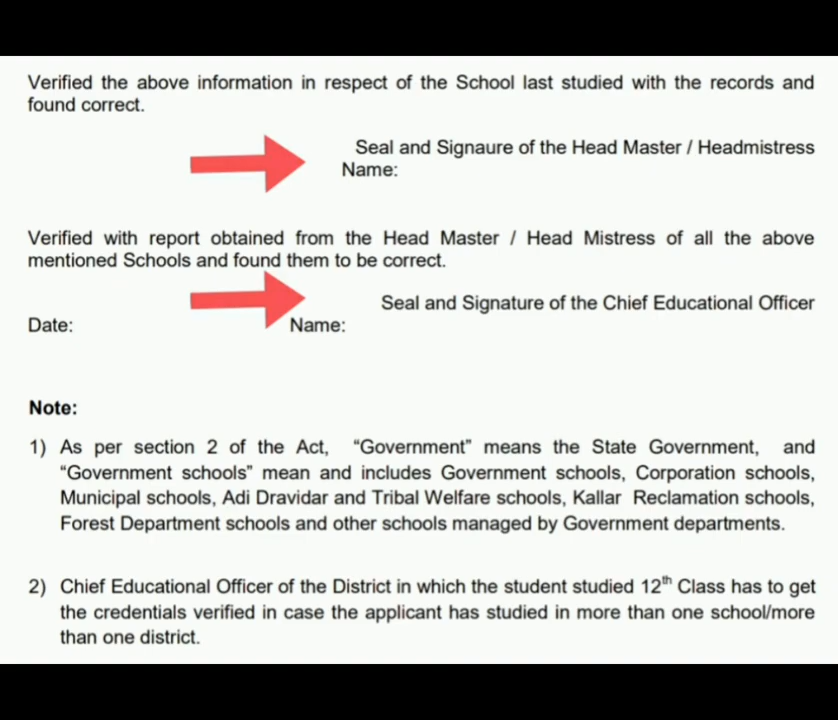 Verified the above information in respect of the School last studied with the records and
found correct.
Seal and Signaure of the Head Master / Headmistress
Name:
Verified with report obtained from the Head Master / Head Mistress of all the above
mentioned Schools and found them to be correct.
Seal and Signature of the Chief Educational Officer
Date: Name:
Note:
1) As per section 2 of the Act, “Government” means the State Government, and
“Government schools” mean and includes Government schools, Corporation schools,
Municipal schools, Adi Dravidar and Tribal Welfare schools, Kallar Reclamation schools,
Forest Department schools and other schools managed by Government departments.
2) Chief Educational Officer of the District in which the student studied 12th Class has to get
the credentials verified in case the applicant has studied in more than one school/more
than one district.